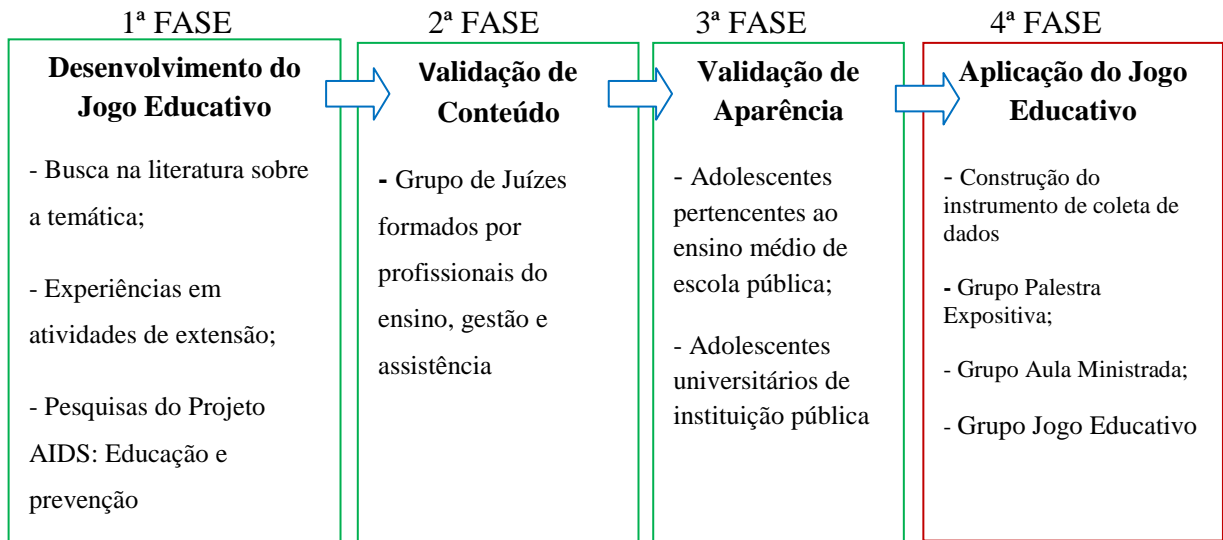 1ª FASE
Desenvolvimento do
Jogo Educativo
- Busca na literatura sobre
a temática;
- Experiências em
atividades de extensão;
- Pesquisas do Projeto
AIDS: Educação e
prevenção
2ª FASE
Validação de
Conteúdo
- Grupo de Juízes
formados por
profissionais do
ensino, gestão e
assistência
3ª FASE
Validação de
Aparência
- Adolescentes
pertencentes ao
ensino médio de
escola pública;
- Adolescentes
universitários de
instituição pública
4ª FASE
Aplicação do Jogo
Educativo
- Construção do
instrumento de coleta de
dados
- Grupo Palestra
Expositiva;
- Grupo Aula Ministrada;
- Grupo Jogo Educativo